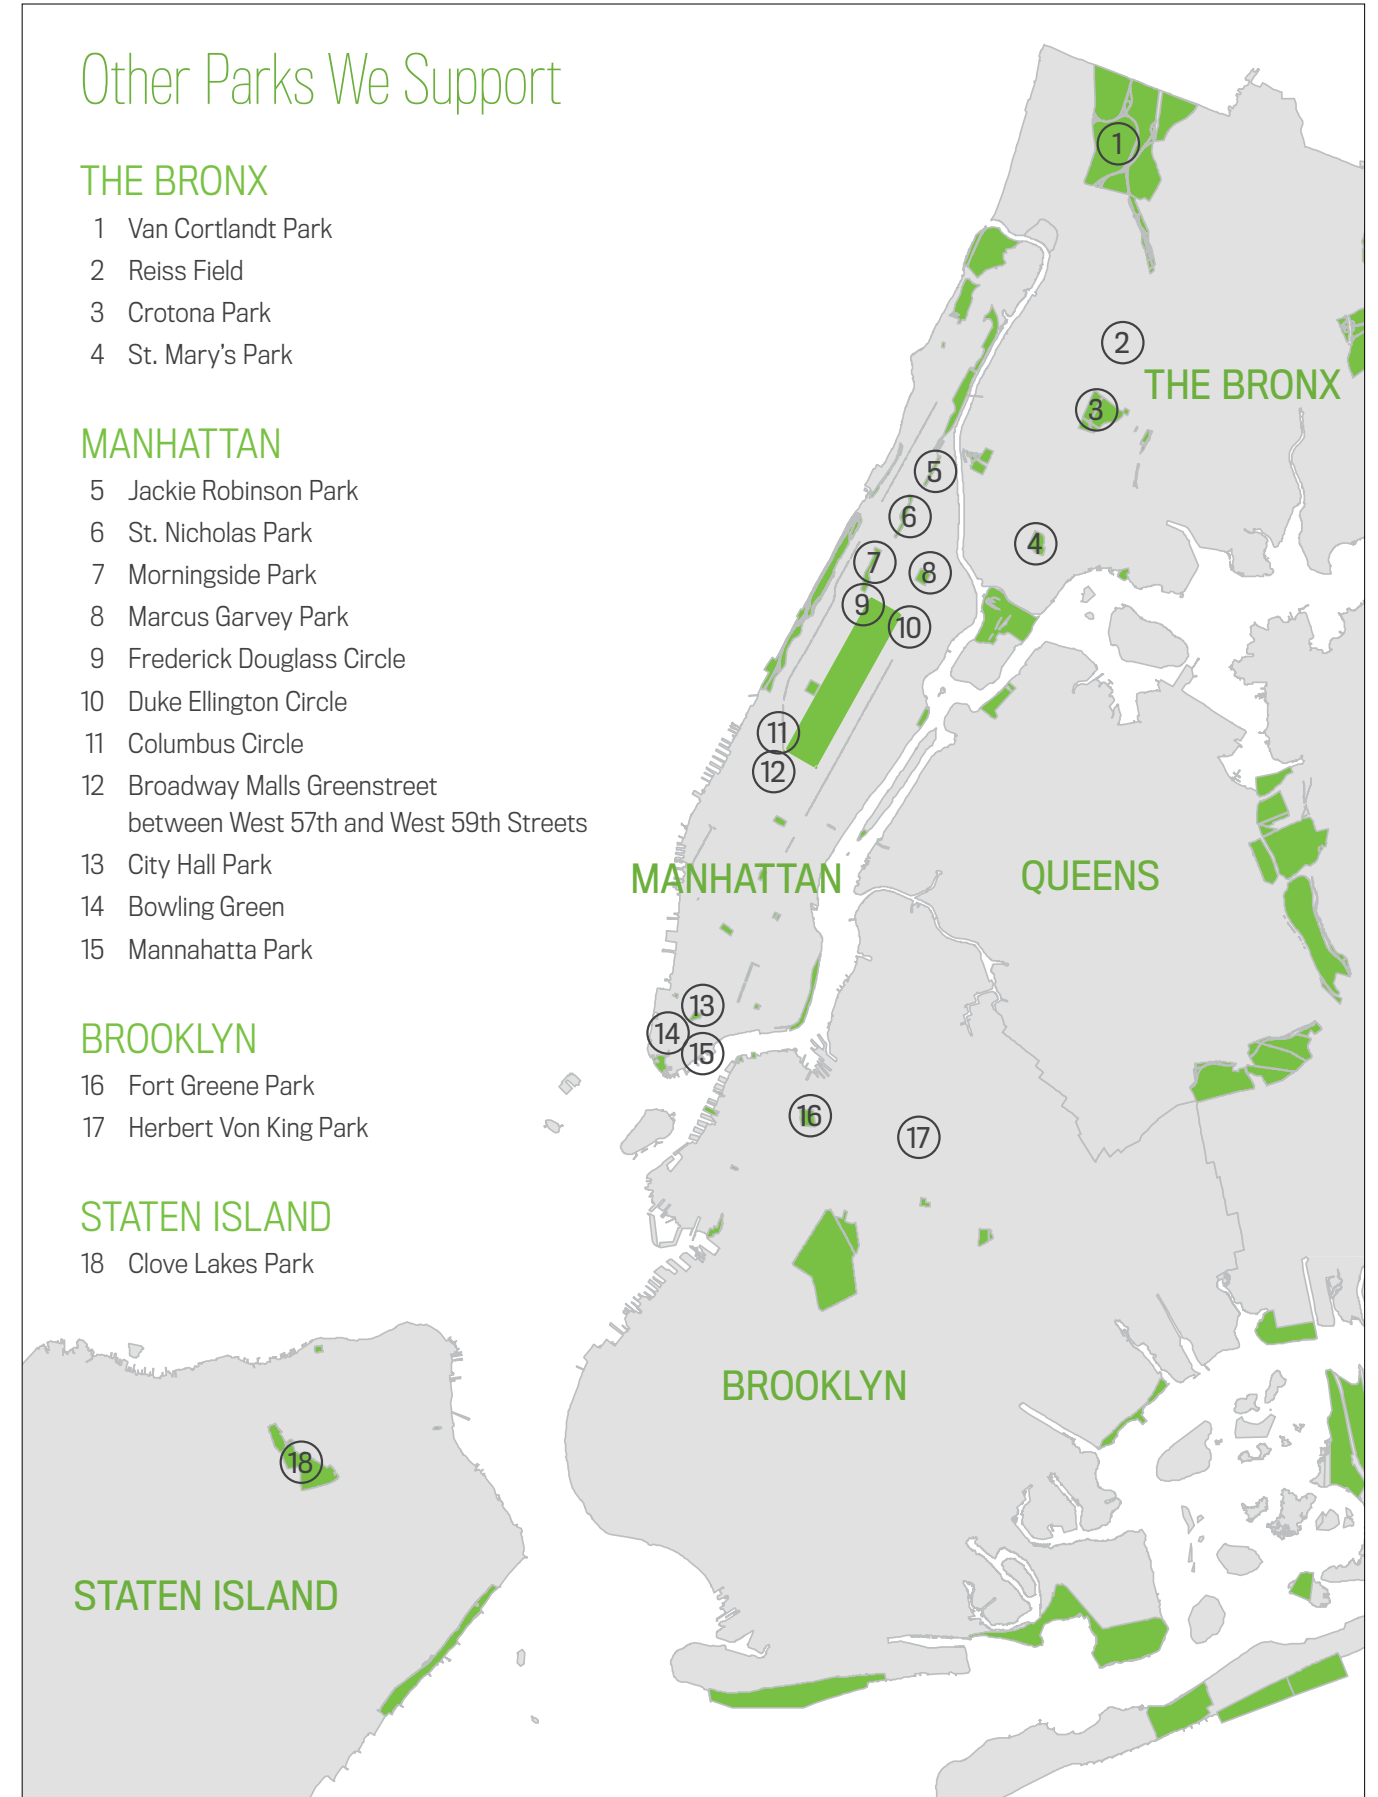 Other Parks We Support
THE BRONX
1 Van Cortlandt Park
2 Reiss Field
3 Crotona Park
4 St. Mary's Park
MANHATTAN
5 Jackie Robinson Park
6 St. Nicholas Park
7 Morningside Park
8 Marcus Garvey Park
9 Frederick Douglass Circle
10 Duke Ellington Circle
11 Columbus Circle
12 Broadway Malls Greenstreet
between West 57th and West 59th Streets
13 City Hall Park
14 Bowling Green
15 Mannahatta Park
BROOKLYN
16 Fort Greene Park
17 Herbert Von King Park
STATEN ISLAND
18 Clove Lakes Park
1
2
THE BRONX
3
5
6
4
7
8
9
10
11
12
MANHATTAN
QUEENS
13
14
15
16
17
BROOKLYN
18
STATEN ISLAND